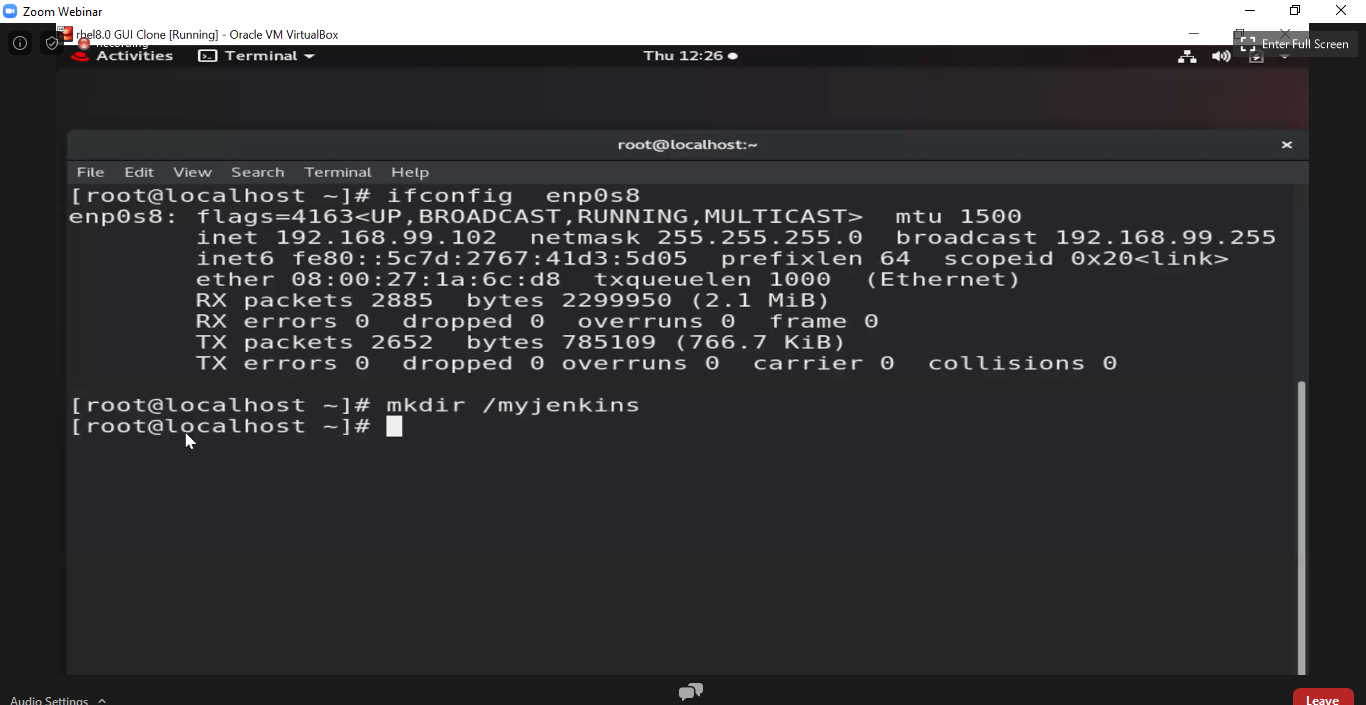 Zoom Webinar
rhel8.0 GUI Clone [Running] - Oracle VM VirtualBox
Recording
Enter Full Screen
Activities Terminal Thu 12:26
root@localhost:~
File Edit View Search Terminal Help
[root@localhost ~]# ifconfig  enp0s8
enp0s8: flags=4163<UP,BROADCAST,RUNNING,MULTICAST>  mtu 1500
        inet 192.168.99.102  netmask 255.255.255.0  broadcast 192.168.99.255
        inet6 fe80::5c7d:2767:41d3:5d05  prefixlen 64  scopeid 0x20<link>
        ether 08:00:27:1a:6c:d8  txqueuelen 1000  (Ethernet)
        RX packets 2885  bytes 2299950 (2.1 MiB)
        RX errors 0  dropped 0  overruns 0  frame 0
        TX packets 2652  bytes 785109 (766.7 KiB)
        TX errors 0  dropped 0 overruns 0  carrier 0  collisions 0
[root@localhost ~]# mkdir /myjenkins
[root@localhost ~]#
Audio Settings
Leave